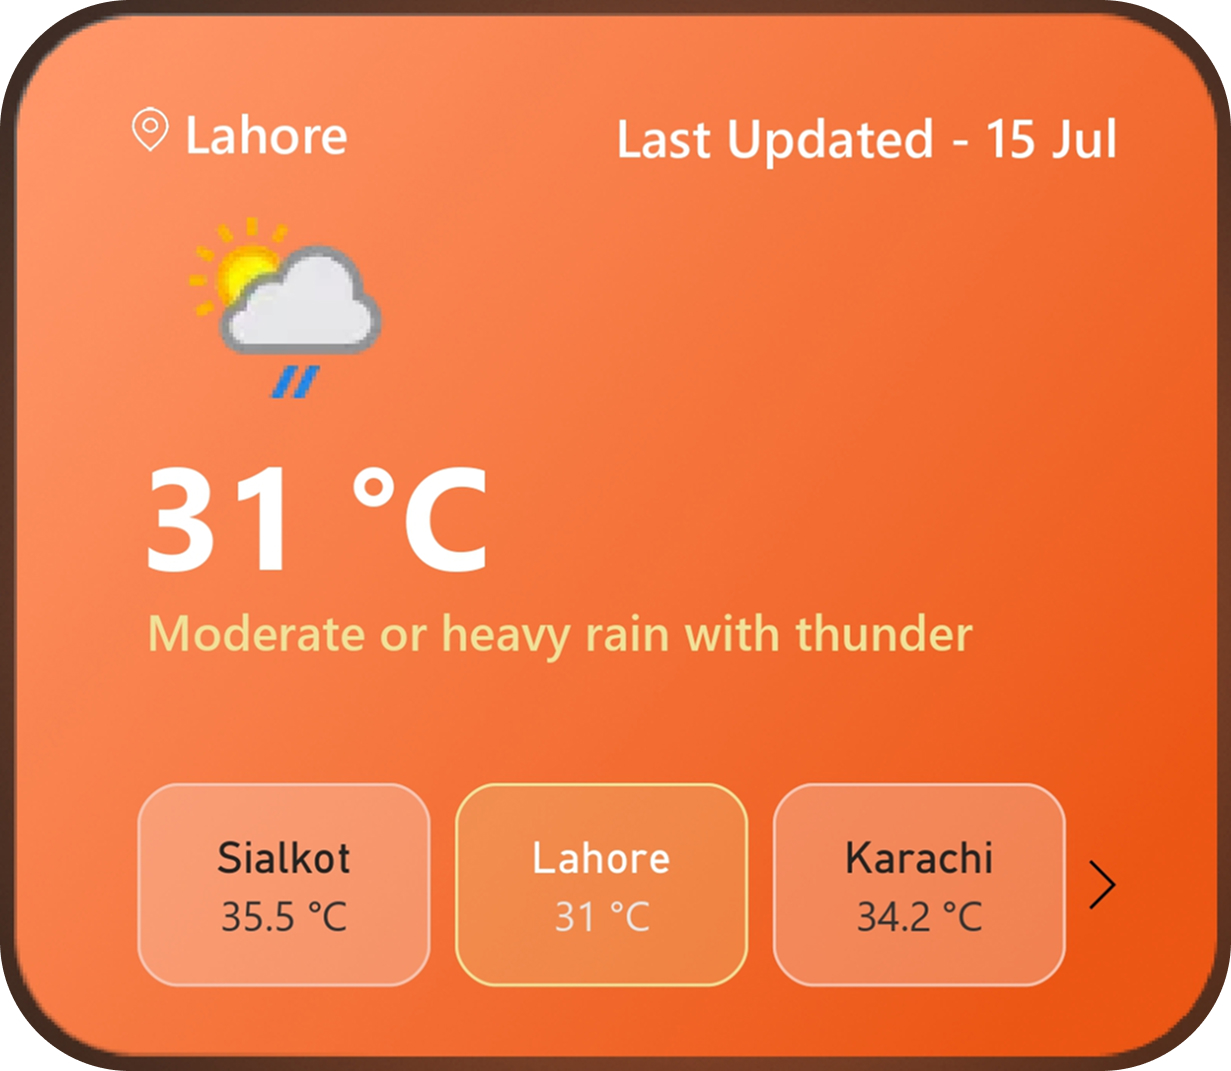 Lahore
Last Updated - 15 Jul
31 °C
Moderate or heavy rain with thunder
Sialkot
35.5 °C
Lahore
31 °C
Karachi
34.2 °C